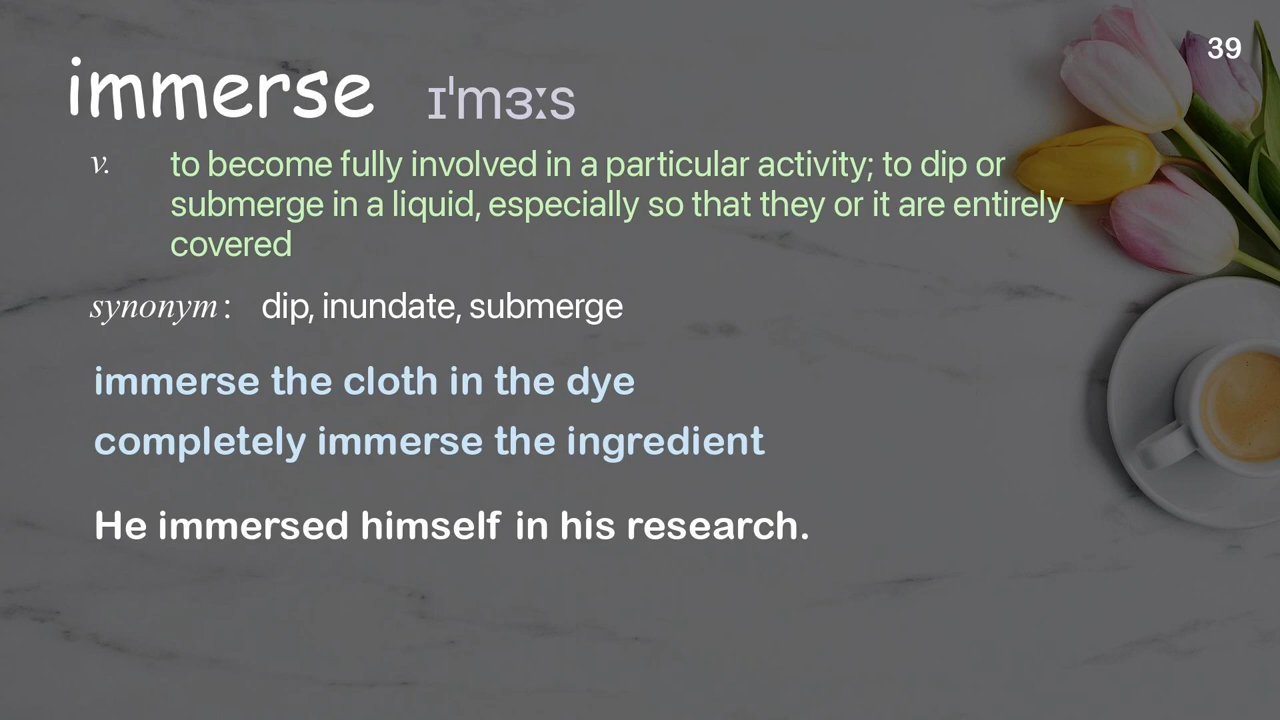 39
immerse ɪˈmɜːs
v. to become fully involved in a particular activity; to dip or
submerge in a liquid, especially so that they or it are entirely
covered
synonym : dip, inundate, submerge
immerse the cloth in the dye
completely immerse the ingredient
He immersed himself in his research.